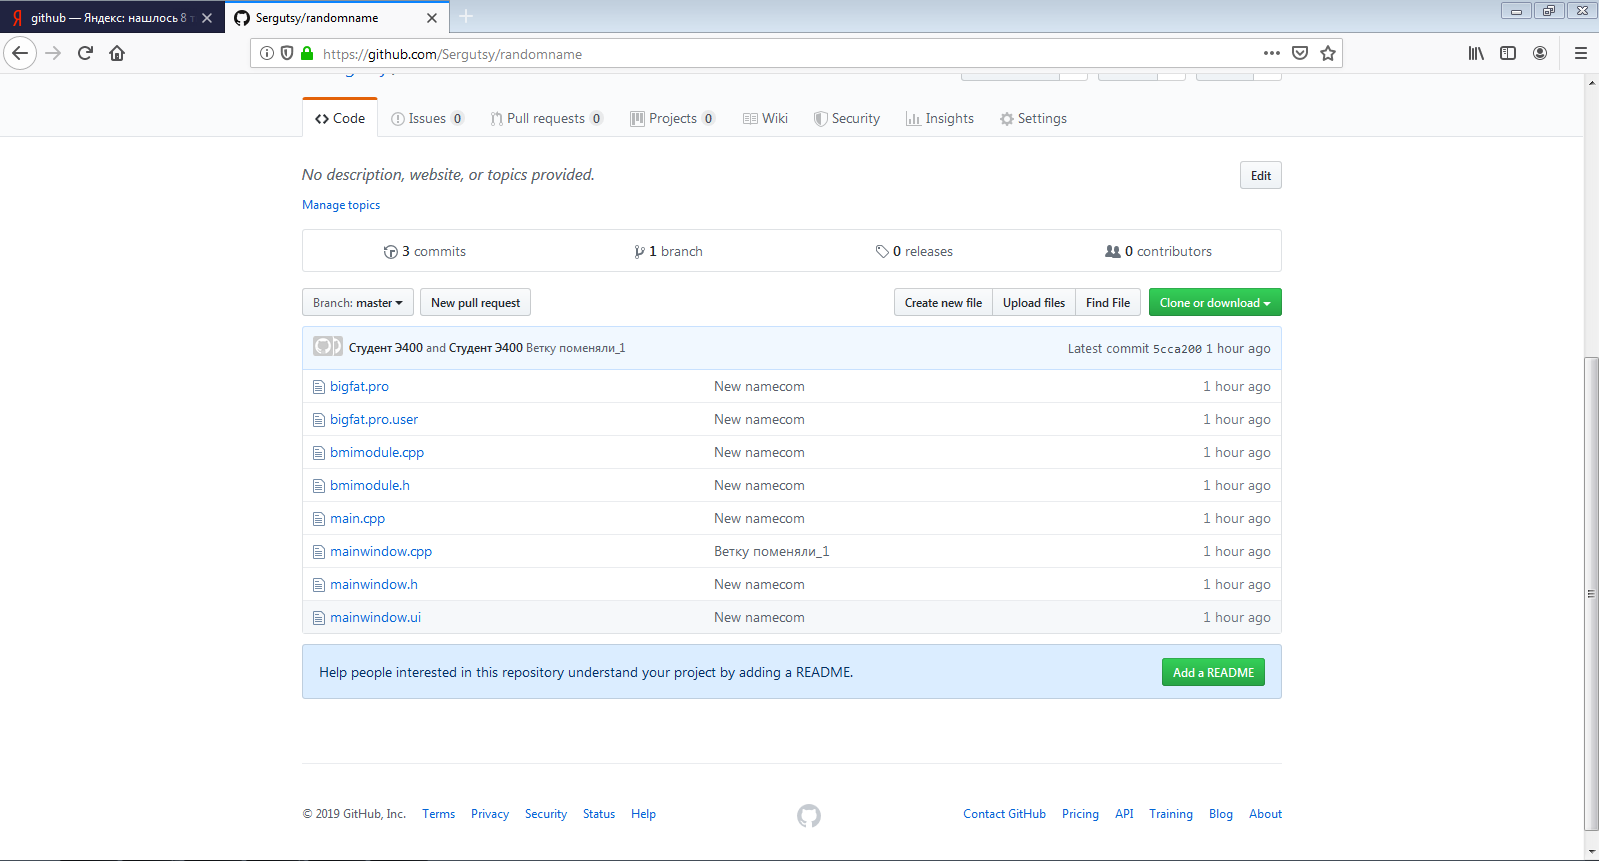 github — Яндекс: нашлось 8 т
Sergutsy/randomname
https://github.com/Sergutsy/randomname
Code Issues 0 Pull requests 0 Projects 0 Wiki Security Insights Settings
No description, website, or topics provided. Edit
Manage topics
3 commits 1 branch 0 releases 0 contributors
Branch: master New pull request Create new file Upload files Find File Clone or download
Студент Э400 and Студент Э400 Ветку поменяли_1 Latest commit 5cca200 1 hour ago
bigfat.pro New namecom 1 hour ago
bigfat.pro.user New namecom 1 hour ago
bmimodule.cpp New namecom 1 hour ago
bmimodule.h New namecom 1 hour ago
main.cpp New namecom 1 hour ago
mainwindow.cpp Ветку поменяли_1 1 hour ago
mainwindow.h New namecom 1 hour ago
mainwindow.ui New namecom 1 hour ago
Help people interested in this repository understand your project by adding a README. Add a README
© 2019 GitHub, Inc. Terms Privacy Security Status Help Contact GitHub Pricing API Training Blog About